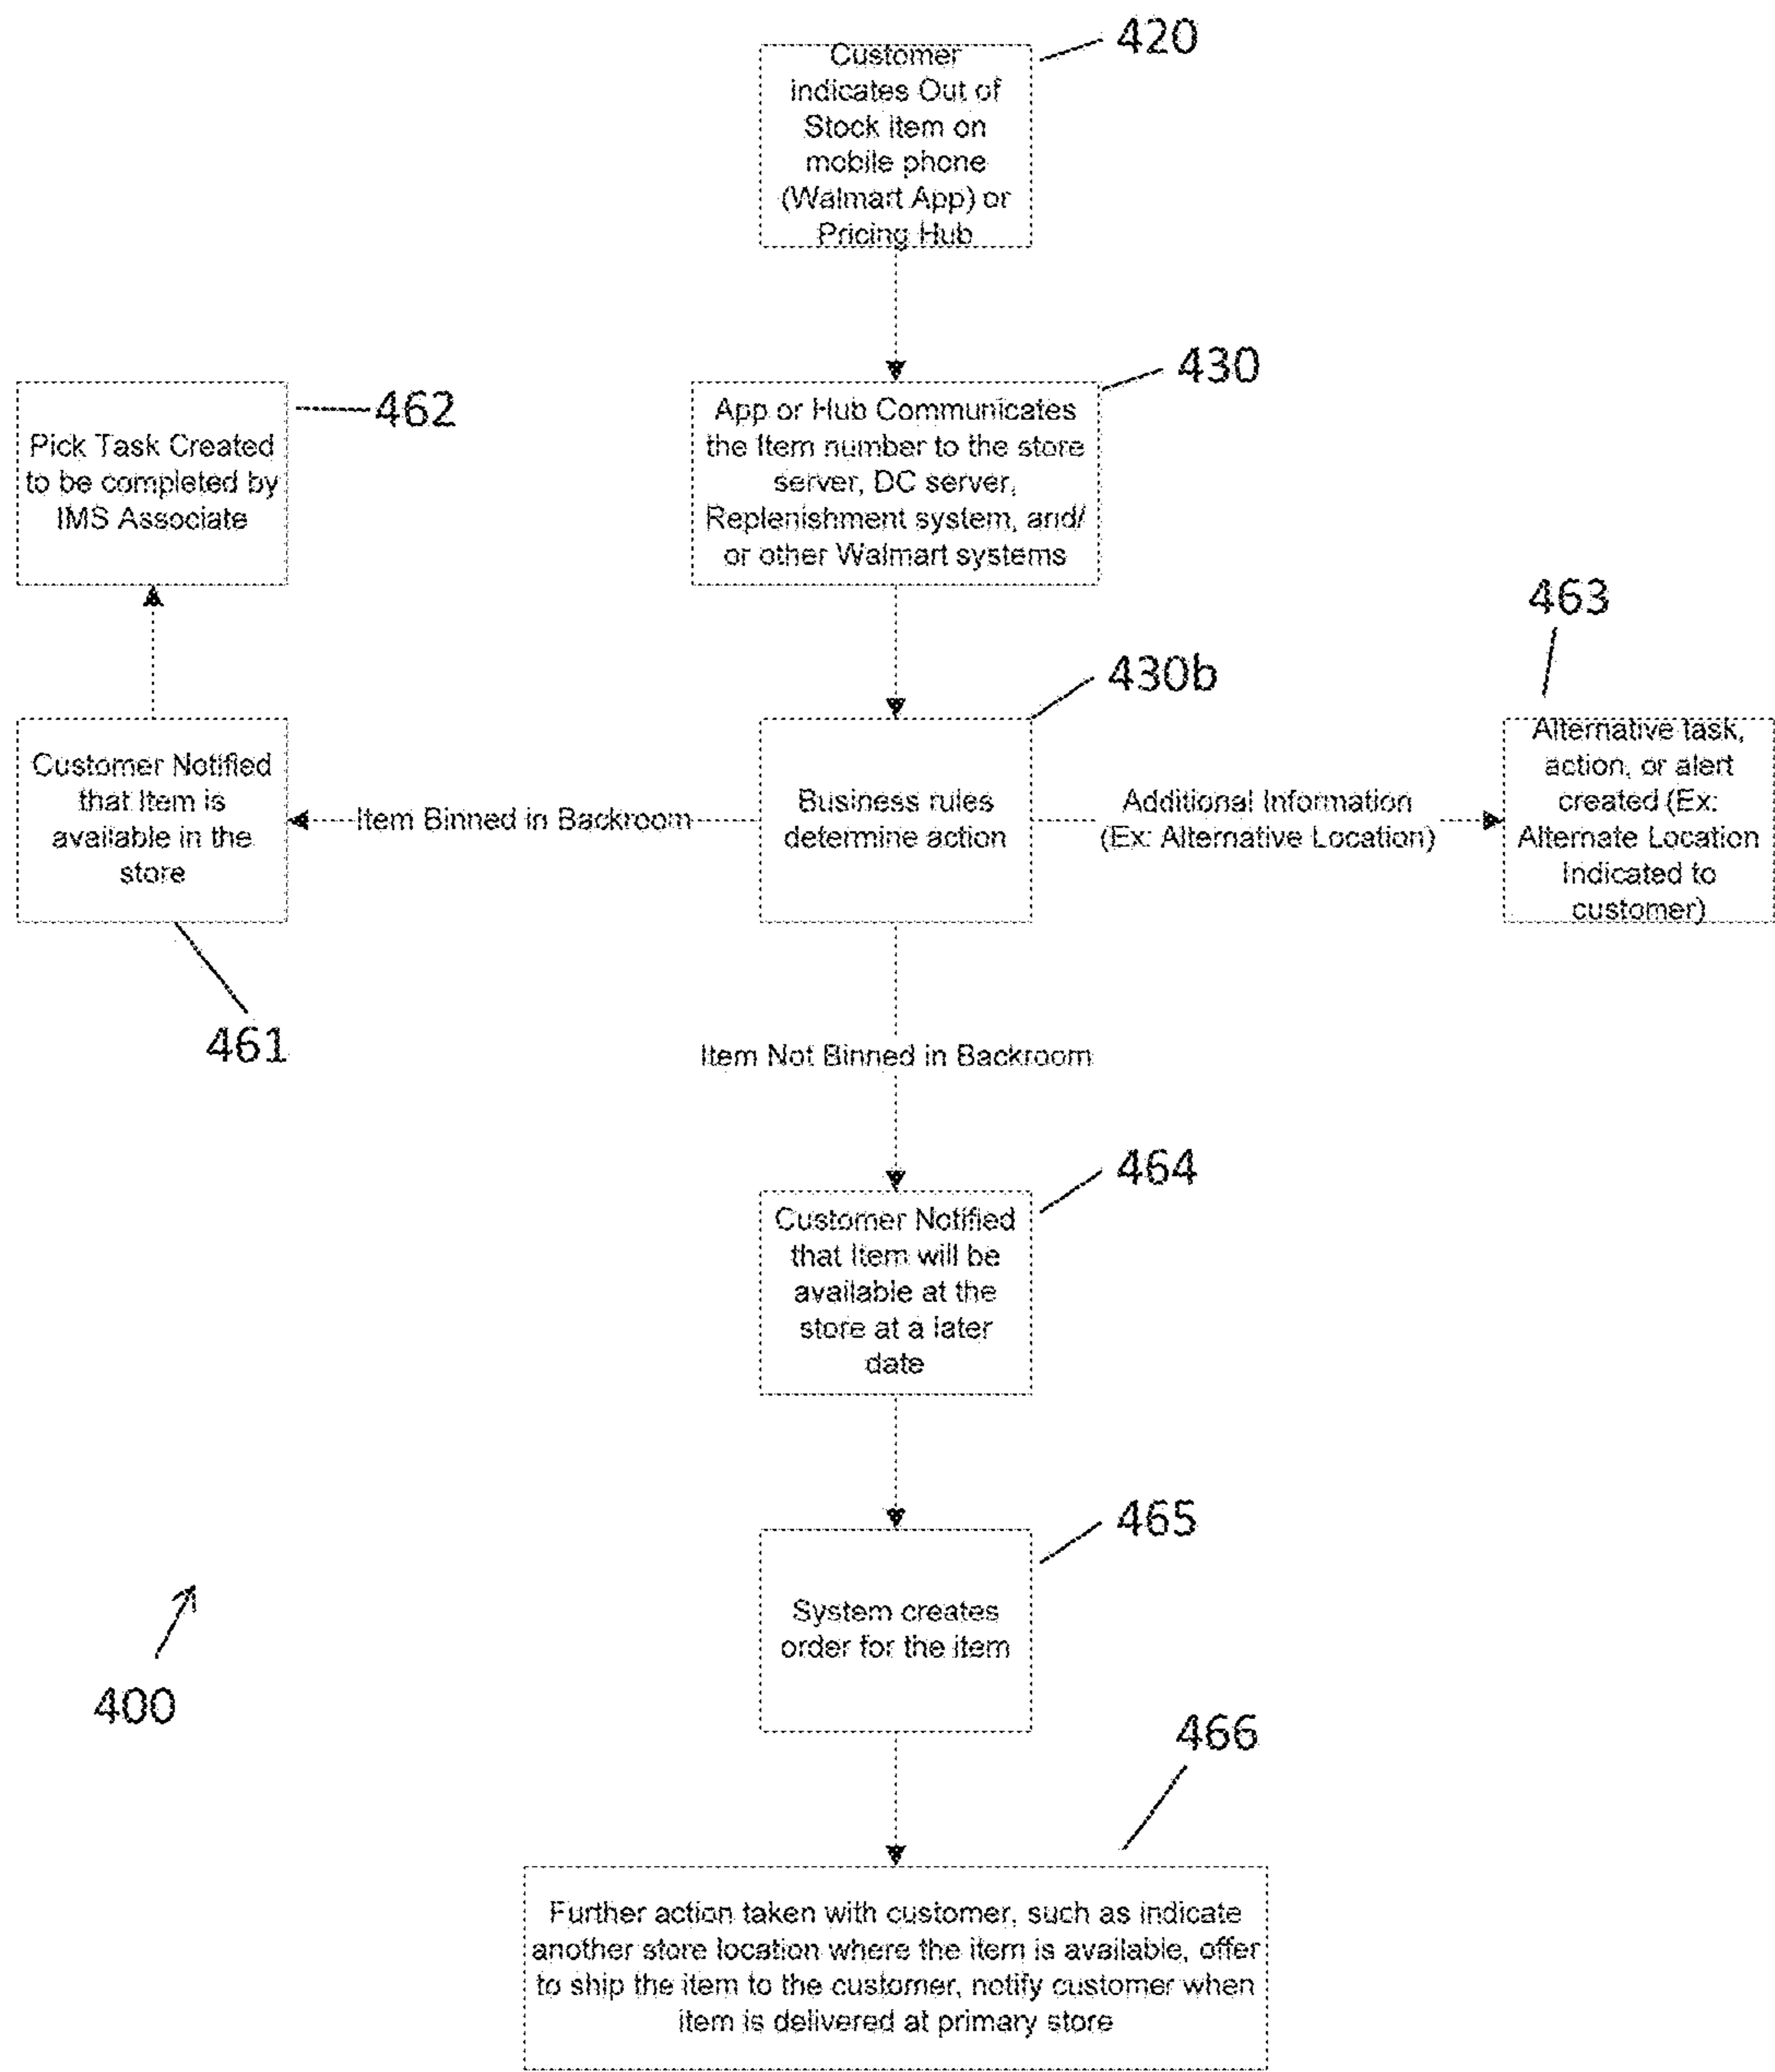 420
Customer
indicates Out of
Stock item on
mobile phone
(Walmart App) or
Pricing Hub
430
App or Hub Communicates
the Item number to the store
server, DC server,
Replenishment system, and/
or other Walmart systems
462
Pick Task Created
to be completed by
IMS Associate
463
430b
Customer Notified
that Item is
available in the
store
Item Binned in Backroom
Business rules
determine action
Additional Information
(Ex: Alternative Location)
Alternative task,
action, or alert
created (Ex:
Alternate Location
Indicated to
customer)
461
Item Not Binned in Backroom
464
Customer Notified
that Item will be
available at the
store at a later
date
465
System creates
order for the item
400
466
Further action taken with customer, such as indicate
another store location where the item is available, offer
to ship the item to the customer, notify customer when
item is delivered at primary store